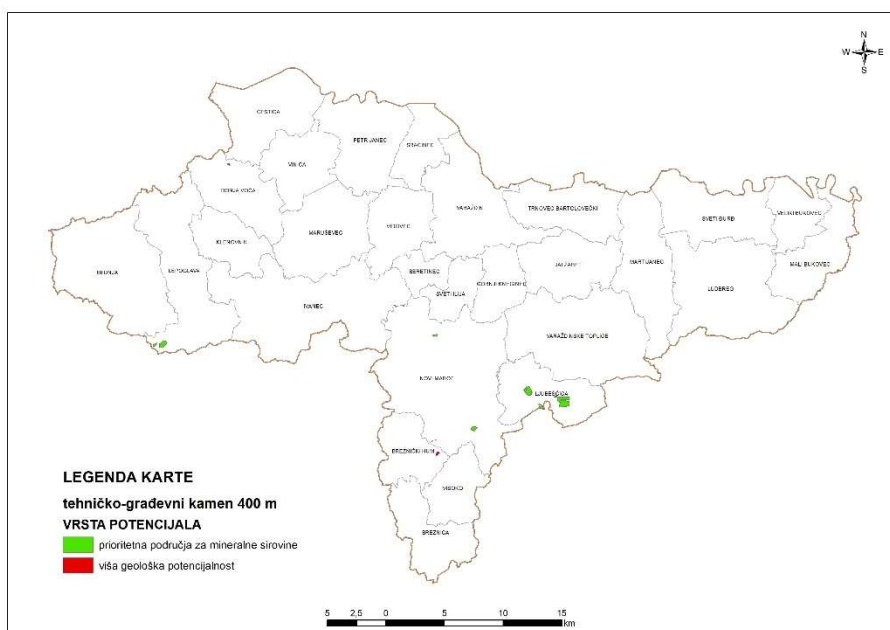 N
W E
S
CESTICA
PETRIJANEC
SRAČINEC
VINICA
DONJA VOĆA
VARAŽDIN
TRNOVEC BARTOLOVEČKI
SVETI ĐURĐ
VELIKI BUKOVEC
VIDOVEC
MARUŠEVEC
KLENOVNIK
BEDNJA
LEPOGLAVA
IVANEC
BERETINEC
SVETI ILIJA
GORNJI KNEGINEC
JALŽABET
MARTIJANEC
LUDBREG
MALI BUKOVEC
VARAŽDINSKE TOPLICE
NOVI MAROF
LJUBEŠĆICA
BREZNIČKI HUM
VISOKO
BREZNICA
LEGENDA KARTE
tehničko-građevni kamen 400 m
VRSTA POTENCIJALA
prioritetna područja za mineralne sirovine
viša geološka potencijalnost
5 2,5 0 5 10 15
km